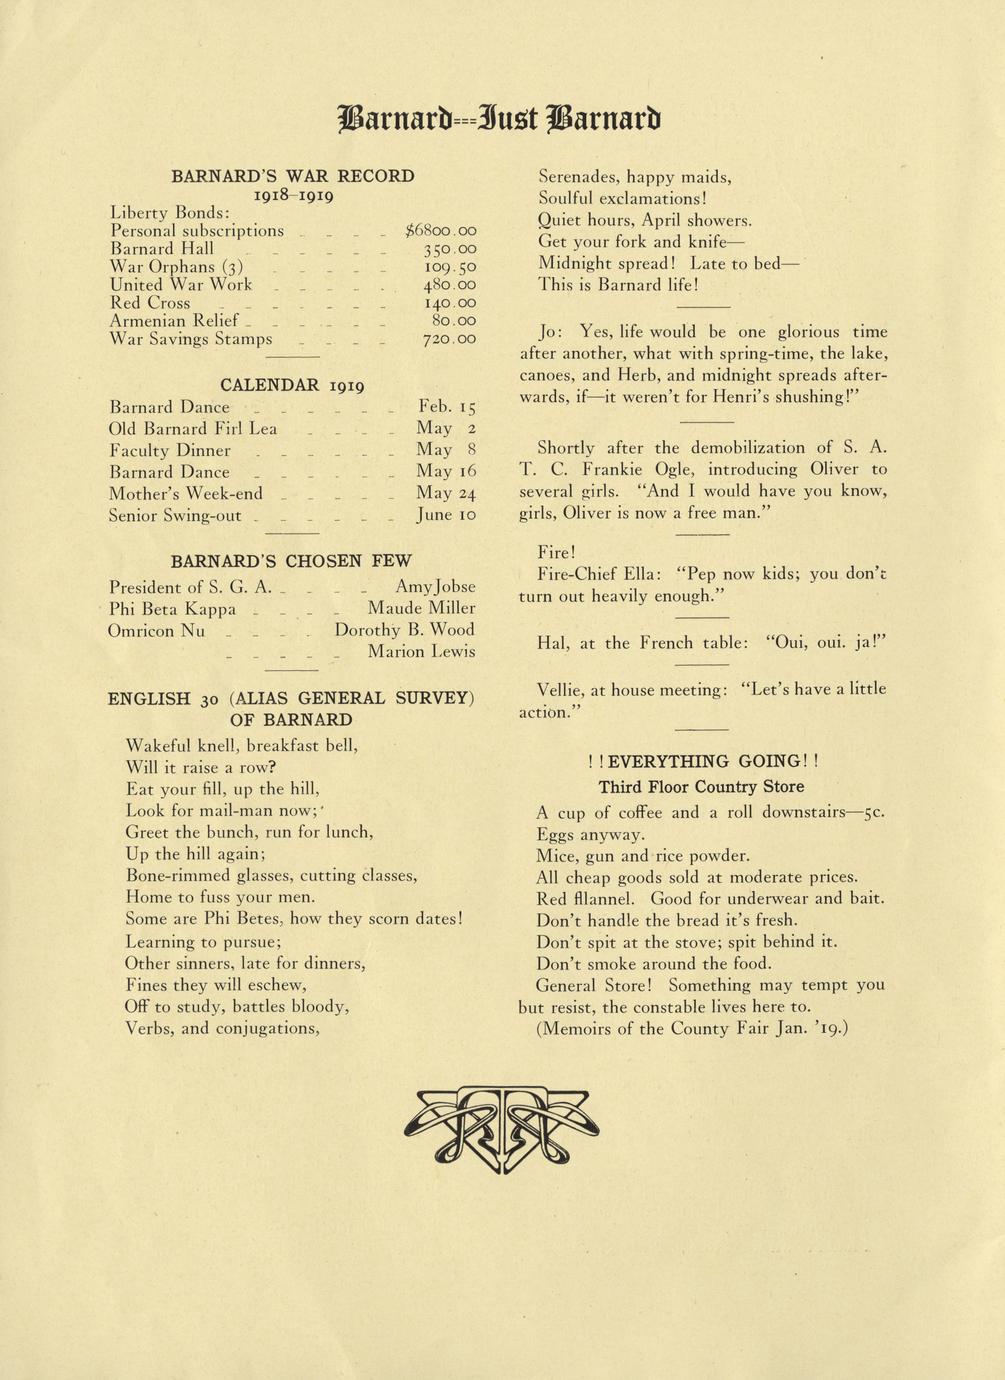 Barnard===Just Barnard
BARNARD'S WAR RECORD
1918-1919
Liberty Bonds:
Personal subscriptions _ _ _ _ $6800.00
Barnard Hall _ _ _ _ _ _ 350.00
War Orphans (3) _ _ _ _ _ 109.50
United War Work _ _ _ _ . 480.00
Red Cross _ _ _ _ _ _ 140.00
Armenian Relief _ _ _ _ _ _ 80.00
War Savings Stamps _ _ _ _ 720.00
CALENDAR 1919
Barnard Dance _ _ _ _ _ _ Feb. 15
Old Barnard Firl Lea _ _ _ _ May 2
Faculty Dinner _ _ _ _ _ _ May 8
Barnard Dance _ _ _ _ _ _ May 16
Mother's Week-end _ _ _ _ _ May 24
Senior Swing-out _ _ _ _ _ _ June 10
BARNARD'S CHOSEN FEW
President of S. G. A. _ _ _ _ AmyJobse
Phi Beta Kappa _ _ _ _ Maude Miller
Omricon Nu _ _ _ _ Dorothy B. Wood
_ _ _ _ _ Marion Lewis
ENGLISH 30 (ALIAS GENERAL SURVEY)
OF BARNARD
Wakeful knell, breakfast bell,
Will it raise a row?
Eat your fill, up the hill,
Look for mail-man now;
Greet the bunch, run for lunch,
Up the hill again;
Bone-rimmed glasses, cutting classes,
Home to fuss your men.
Some are Phi Betes, how they scorn dates!
Learning to pursue;
Other sinners, late for dinners,
Fines they will eschew,
Off to study, battles bloody,
Verbs, and conjugations,
Serenades, happy maids,
Soulful exclamations!
Quiet hours, April showers.
Get your fork and knife—
Midnight spread! Late to bed—
This is Barnard life!
Jo: Yes, life would be one glorious time
after another, what with spring-time, the lake,
canoes, and Herb, and midnight spreads after-
wards, if—it weren't for Henri's shushing!"
Shortly after the demobilization of S. A.
T. C. Frankie Ogle, introducing Oliver to
several girls. "And I would have you know,
girls, Oliver is now a free man."
Fire!
Fire-Chief Ella: "Pep now kids; you don't
turn out heavily enough."
Hal, at the French table: "Oui, oui. ja!"
Vellie, at house meeting: "Let's have a little
action."
! ! EVERYTHING GOING! !
Third Floor Country Store
A cup of coffee and a roll downstairs—5c.
Eggs anyway.
Mice, gun and rice powder.
All cheap goods sold at moderate prices.
Red fllannel. Good for underwear and bait.
Don't handle the bread it's fresh.
Don't spit at the stove; spit behind it.
Don't smoke around the food.
General Store! Something may tempt you
but resist, the constable lives here to.
(Memoirs of the County Fair Jan. '19.)